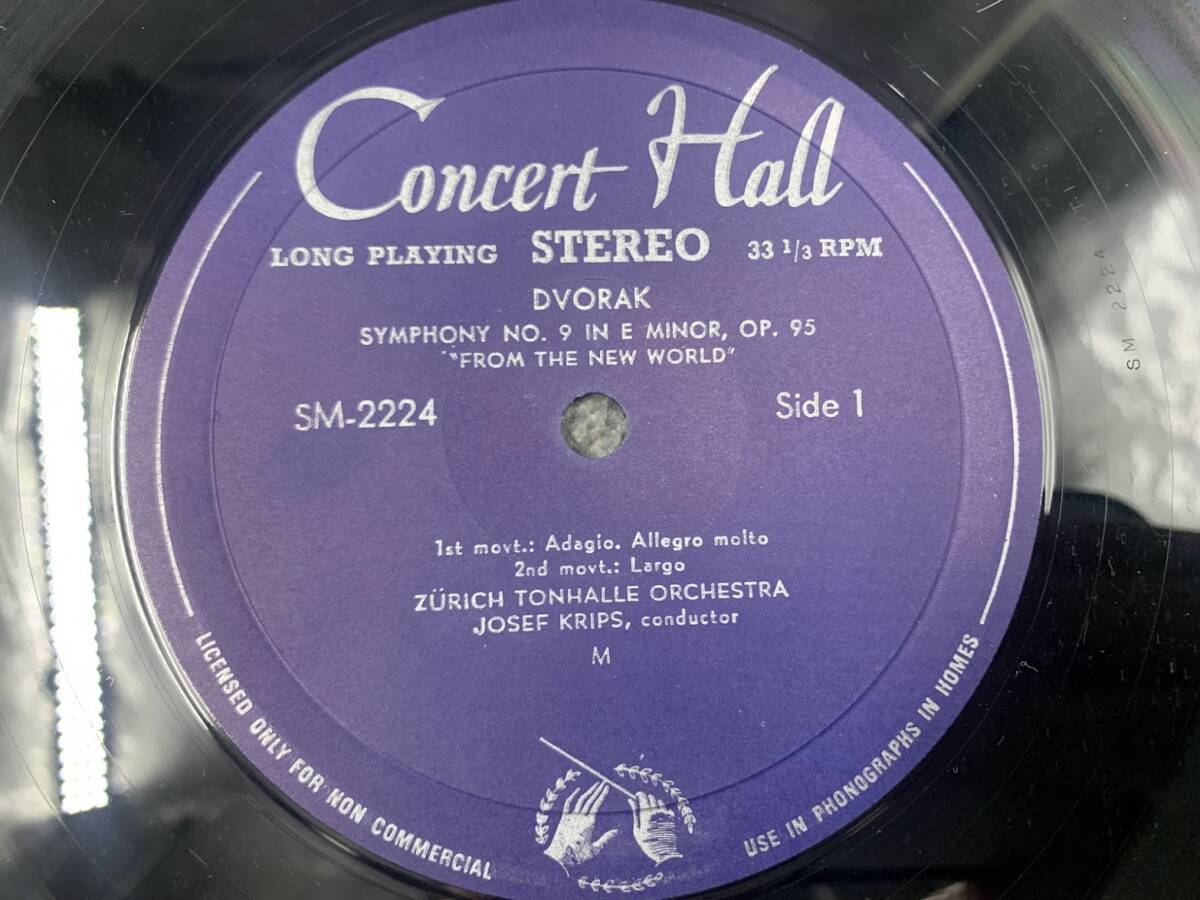 Concert Hall
LONG PLAYING STEREO 33 1/3 RPM
DVORAK
SYMPHONY NO. 9 IN E MINOR, OP. 95
"FROM THE NEW WORLD"
SM-2224 Side 1
1st movt.: Adagio. Allegro molto
2nd movt.: Largo
ZÜRICH TONHALLE ORCHESTRA
JOSEF KRIPS, conductor
M
LICENSED ONLY FOR NON COMMERCIAL
USE IN PHONOGRAPHS IN HOMES
SM 2224